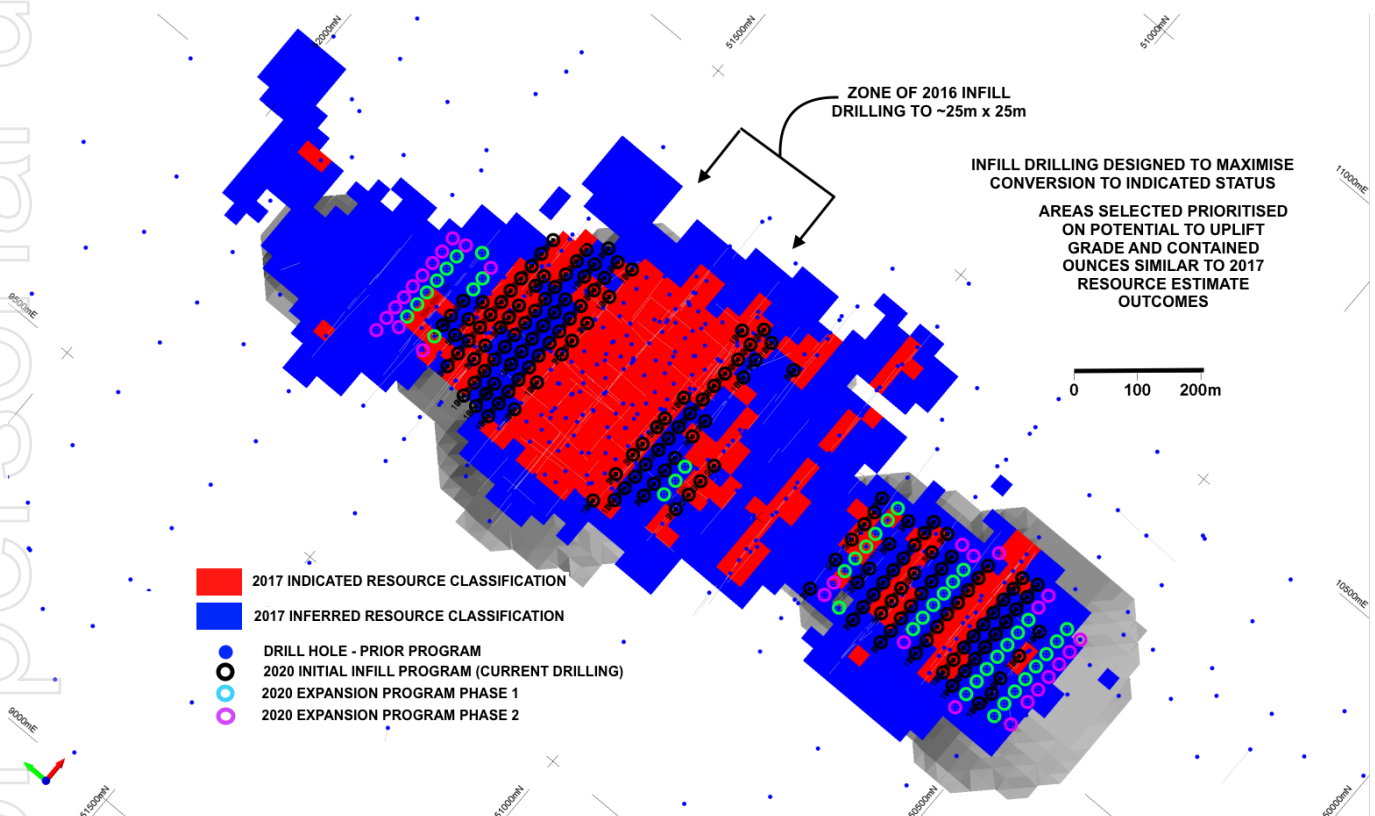 52000mN
51500mN
51000mN
ZONE OF 2016 INFILL
DRILLING TO ~25m x 25m
INFILL DRILLING DESIGNED TO MAXIMISE
CONVERSION TO INDICATED STATUS
11000mE
AREAS SELECTED PRIORITISED
ON POTENTIAL TO UPLIFT
GRADE AND CONTAINED
OUNCES SIMILAR TO 2017
RESOURCE ESTIMATE
OUTCOMES
9500mE
0 100 200m
2017 INDICATED RESOURCE CLASSIFICATION
2017 INFERRED RESOURCE CLASSIFICATION
DRILL HOLE - PRIOR PROGRAM
2020 INITIAL INFILL PROGRAM (CURRENT DRILLING)
2020 EXPANSION PROGRAM PHASE 1
2020 EXPANSION PROGRAM PHASE 2
10500mE
9000mE
51500mN
51000mN
50500mN
50000mN